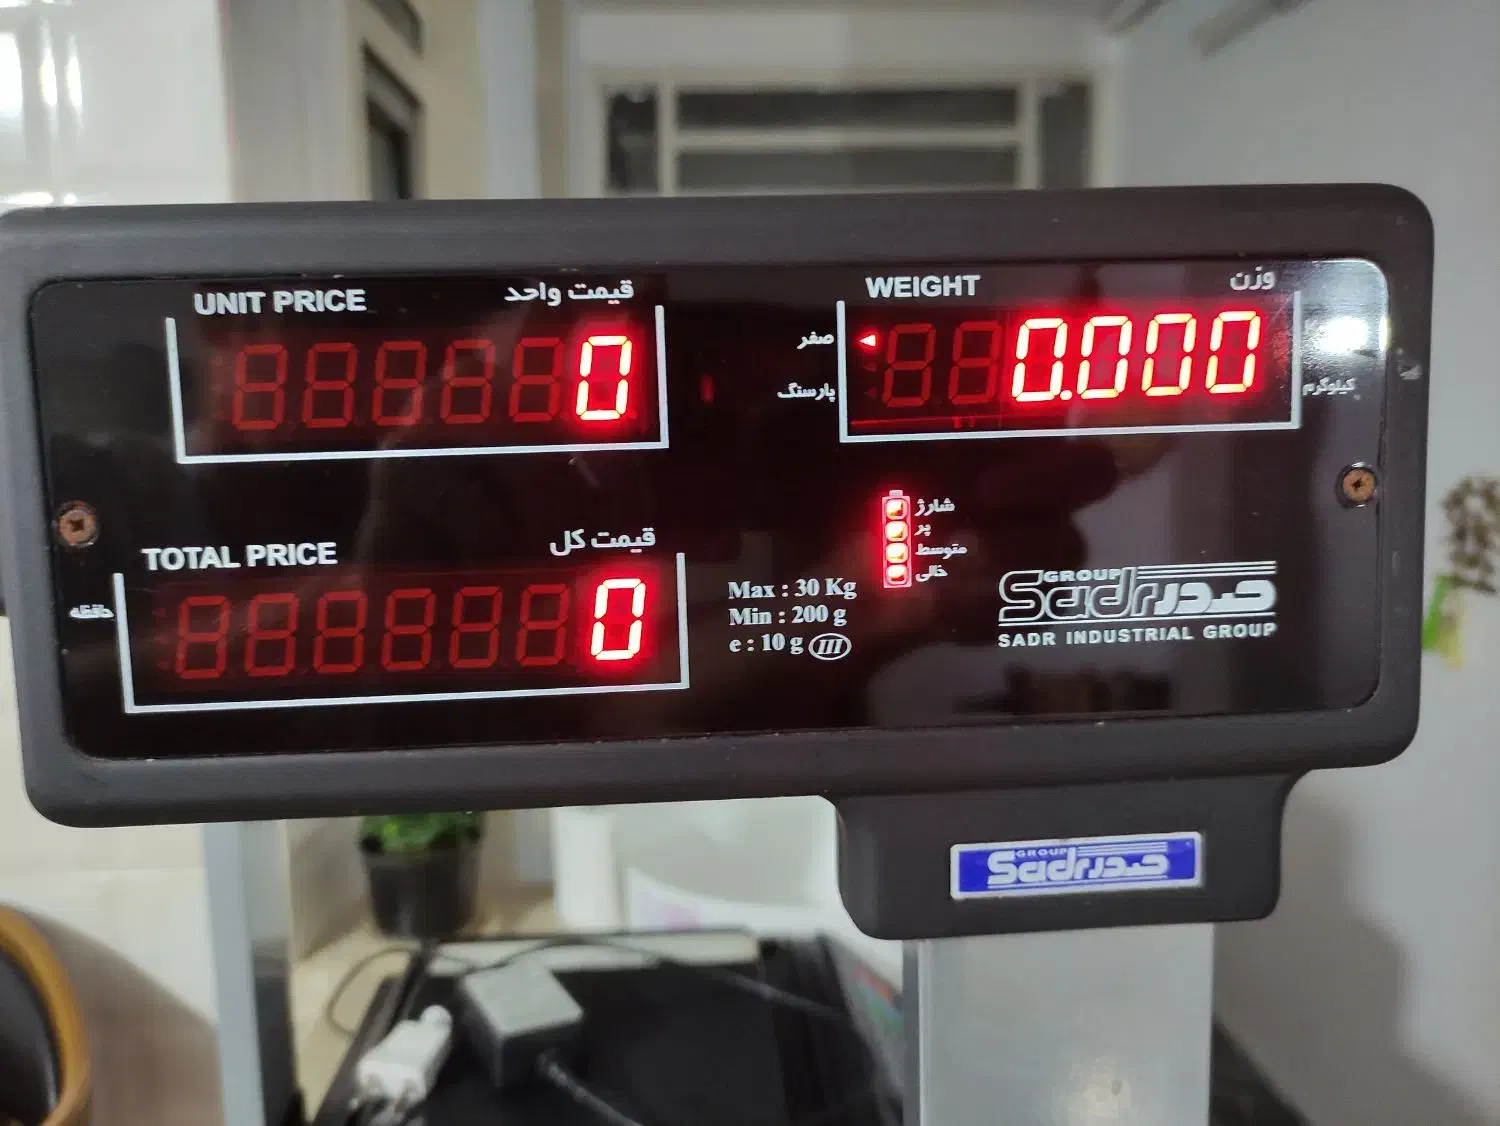 UNIT PRICE قیمت واحد
0
WEIGHT وزن
صفر
0.000
پارسنگ
کیلوگرم
TOTAL PRICE قیمت کل
حافظه
0
شارژ
پر
متوسط
خالی
Max : 30 Kg
Min : 200 g
e : 10 g III
GROUP
Sadr صدر
SADR INDUSTRIAL GROUP
GROUP
Sadr صدر